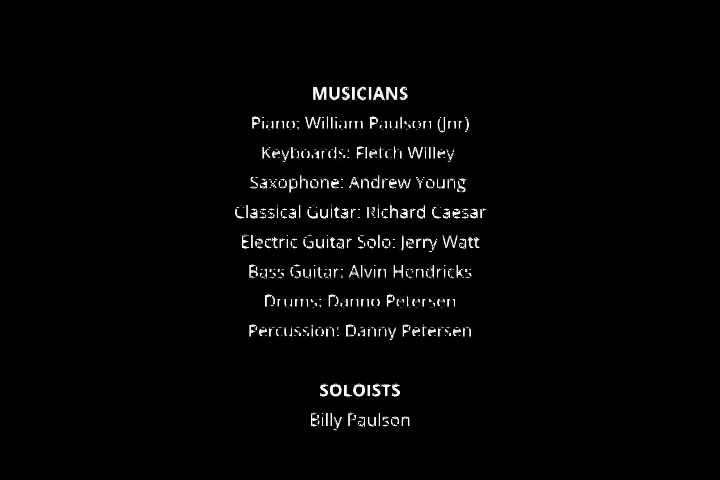 MUSICIANS
Piano: William Paulson (Jnr)
Keyboards: Fletch Willey
Saxophone: Andrew Young
Classical Guitar: Richard Caesar
Electric Guitar Solo: Jerry Watt
Bass Guitar: Alvin Hendricks
Drums: Danno Petersen
Percussion: Danny Petersen
SOLOISTS
Billy Paulson